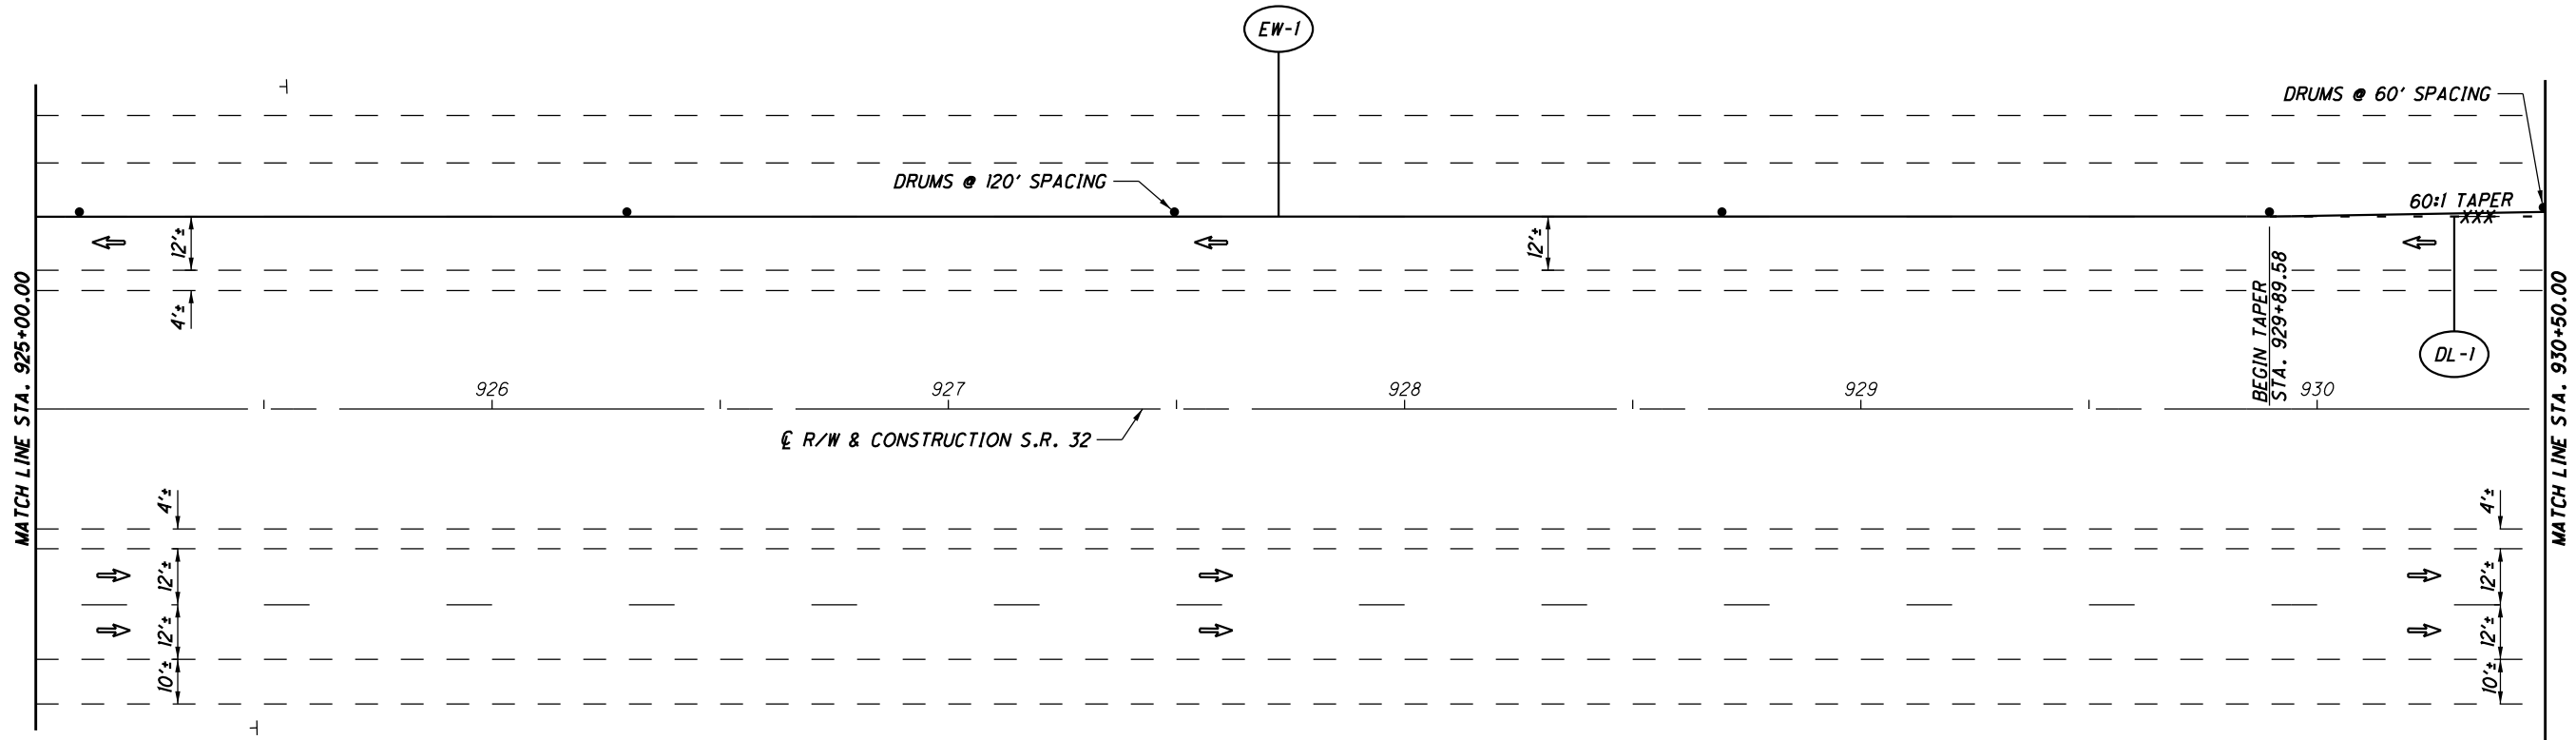 EW-1
DRUMS @ 60' SPACING
DRUMS @ 120' SPACING
60:1 TAPER
XXX
12'±
12'±
4'±
BEGIN TAPER
STA. 929+89.58
DL-1
MATCH LINE STA. 925+00.00
MATCH LINE STA. 930+50.00
926
927
928
929
930
℄ R/W & CONSTRUCTION S.R. 32
4'±
4'±
12'±
12'±
12'±
12'±
10'±
10'±